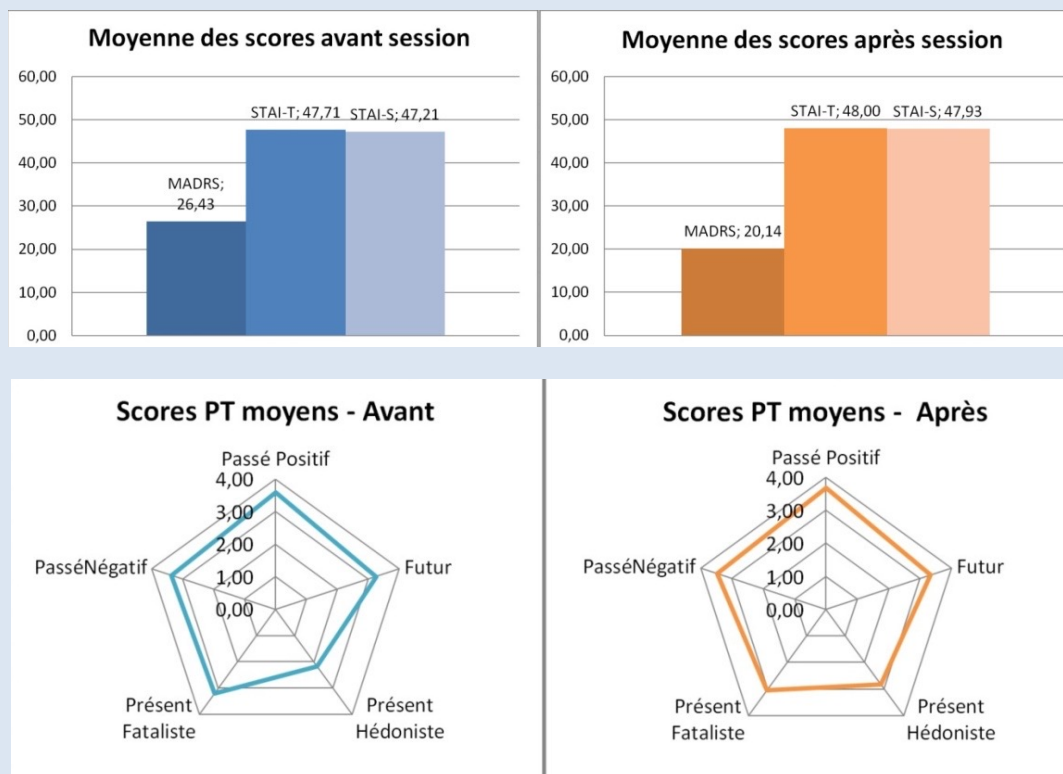 Moyenne des scores avant session
60,00
50,00
40,00
30,00
20,00
10,00
0,00
MADRS;
26,43
STAI-T; 47,71
STAI-S; 47,21
Moyenne des scores après session
60,00
50,00
40,00
30,00
20,00
10,00
0,00
MADRS; 20,14
STAI-T; 48,00
STAI-S; 47,93
Scores PT moyens - Avant
Passé Positif
4,00
3,00
2,00
1,00
0,00
PasséNégatif
Futur
Présent
Fataliste
Présent
Hédoniste
Scores PT moyens -  Après
Passé Positif
4,00
3,00
2,00
1,00
0,00
PasséNégatif
Futur
Présent
Fataliste
Présent
Hédoniste